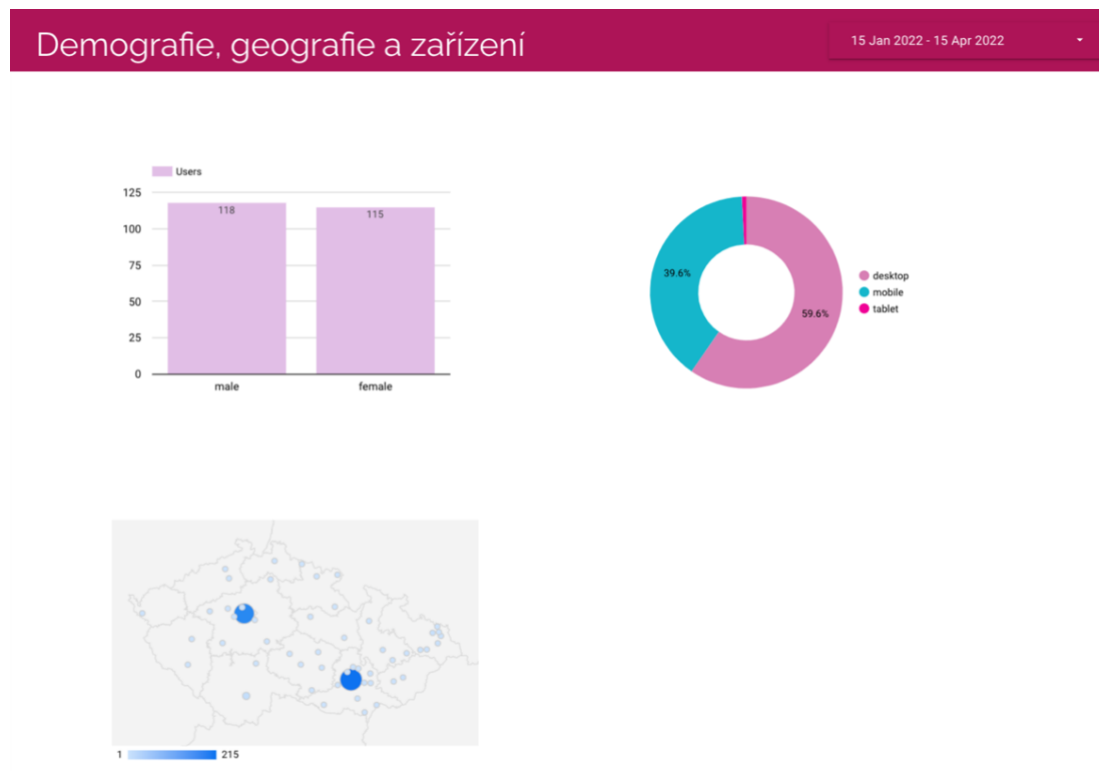 Demografie, geografie a zařízení
15 Jan 2022 - 15 Apr 2022
Users
125
100
75
50
25
0
118
115
male
female
39.6%
59.6%
desktop
mobile
tablet
1
215